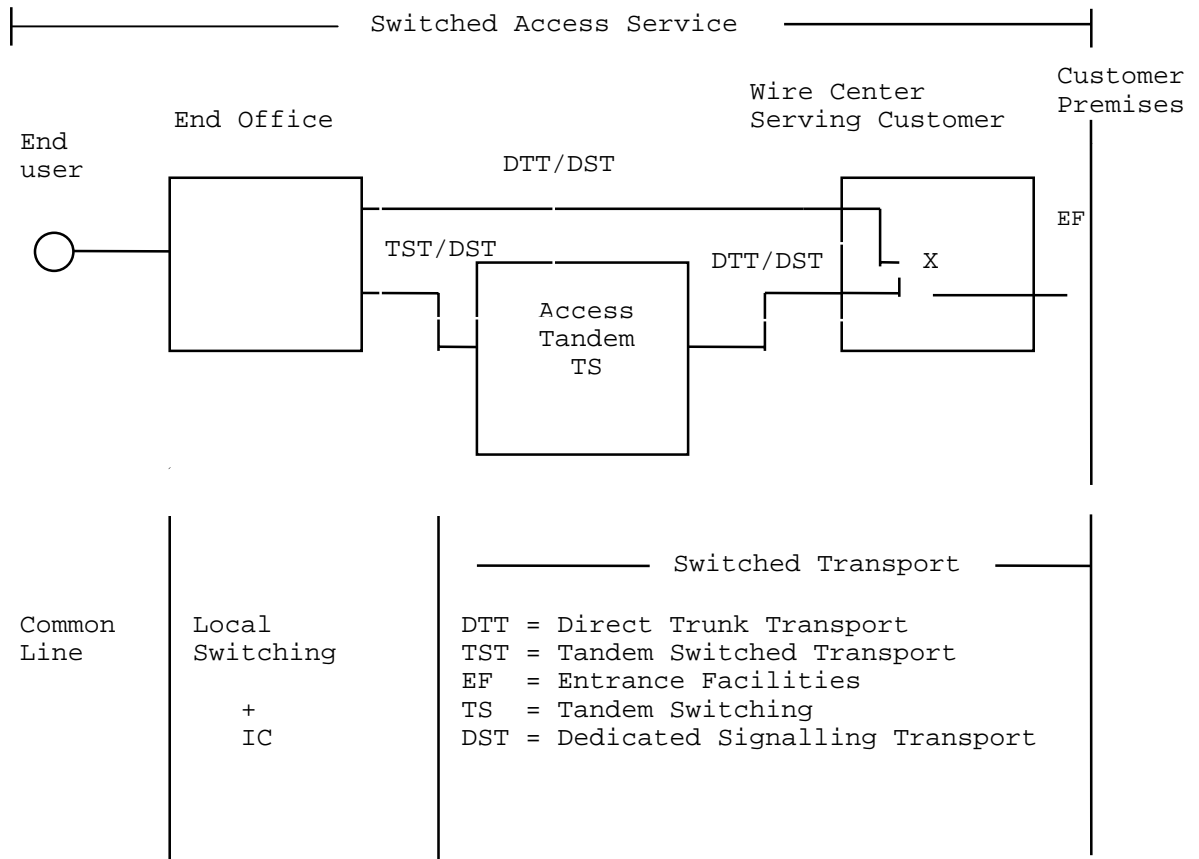 Switched Access Service
Customer
Premises
Wire Center
Serving Customer
End Office
End
user
DTT/DST
EF
TST/DST
DTT/DST
X
Access
Tandem
TS
Switched Transport
Common
Line
Local
Switching
+
IC
DTT = Direct Trunk Transport
TST = Tandem Switched Transport
EF = Entrance Facilities
TS = Tandem Switching
DST = Dedicated Signalling Transport